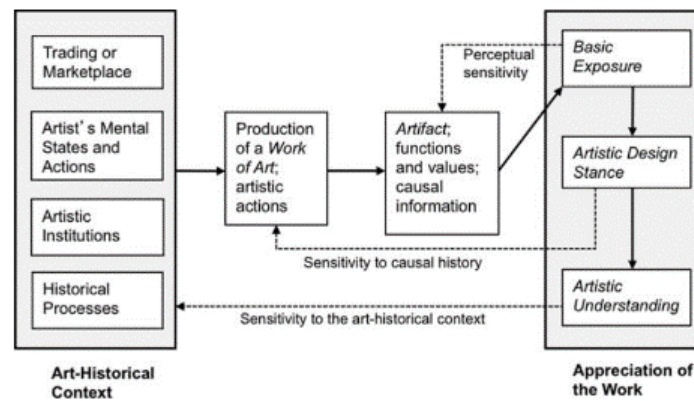 Trading or
Marketplace
Artist's Mental
States and
Actions
Artistic
Institutions
Historical
Processes
Art-Historical
Context
Production
of a Work
of Art;
artistic
actions
Artifact;
functions
and values;
causal
information
Perceptual
sensitivity
Sensitivity to causal history
Sensitivity to the art-historical context
Basic
Exposure
Artistic Design
Stance
Artistic
Understanding
Appreciation of
the Work